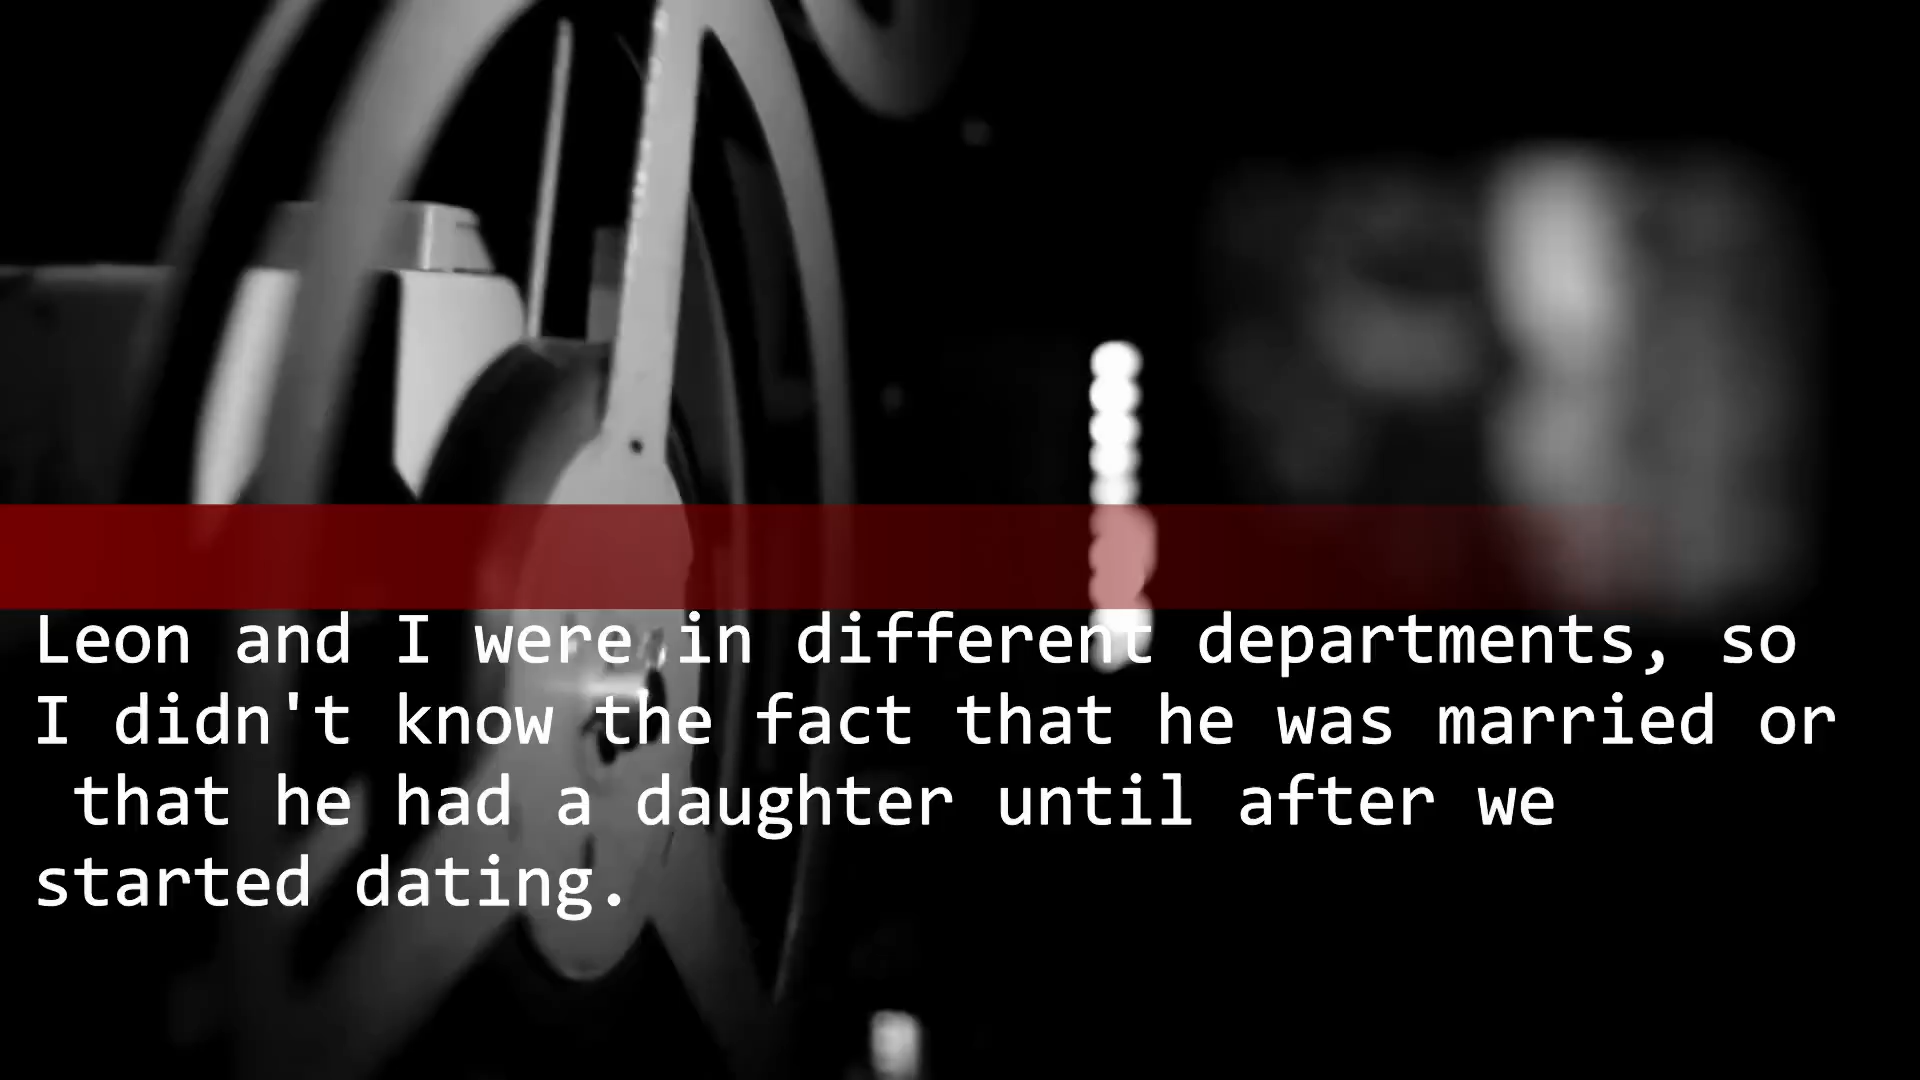 Leon and I were in different departments, so
I didn't know the fact that he was married or
that he had a daughter until after we
started dating.